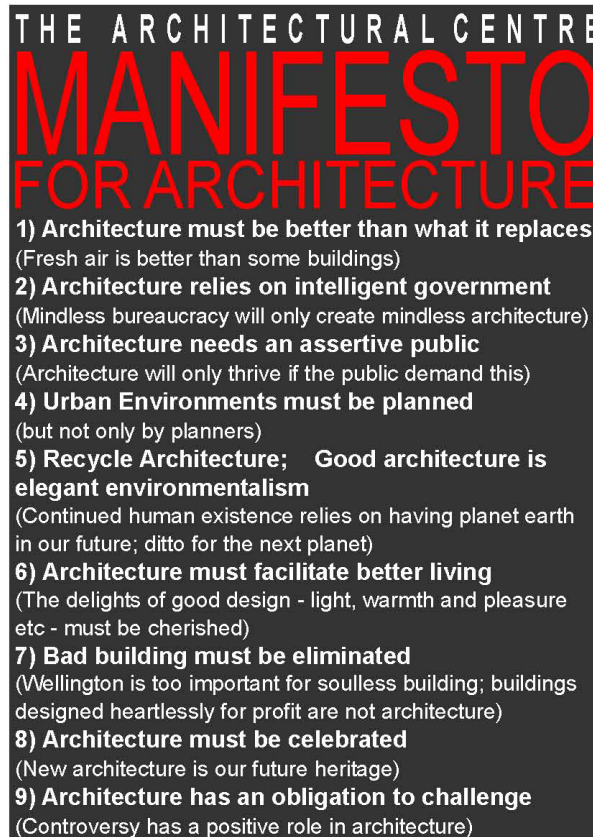 THE ARCHITECTURAL CENTRE
MANIFESTO
FOR ARCHITECTURE
1) Architecture must be better than what it replaces
(Fresh air is better than some buildings)
2) Architecture relies on intelligent government
(Mindless bureaucracy will only create mindless architecture)
3) Architecture needs an assertive public
(Architecture will only thrive if the public demand this)
4) Urban Environments must be planned
(but not only by planners)
5) Recycle Architecture; Good architecture is
elegant environmentalism
(Continued human existence relies on having planet earth
in our future; ditto for the next planet)
6) Architecture must facilitate better living
(The delights of good design - light, warmth and pleasure
etc - must be cherished)
7) Bad building must be eliminated
(Wellington is too important for soulless building; buildings
designed heartlessly for profit are not architecture)
8) Architecture must be celebrated
(New architecture is our future heritage)
9) Architecture has an obligation to challenge
(Controversy has a positive role in architecture)